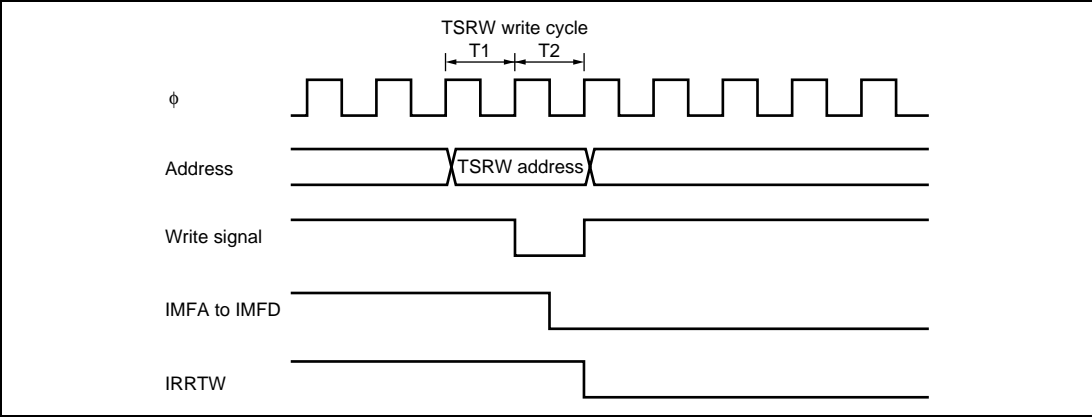 TSRW write cycle
T1 T2
ϕ
Address
TSRW address
Write signal
IMFA to IMFD
IRRTW